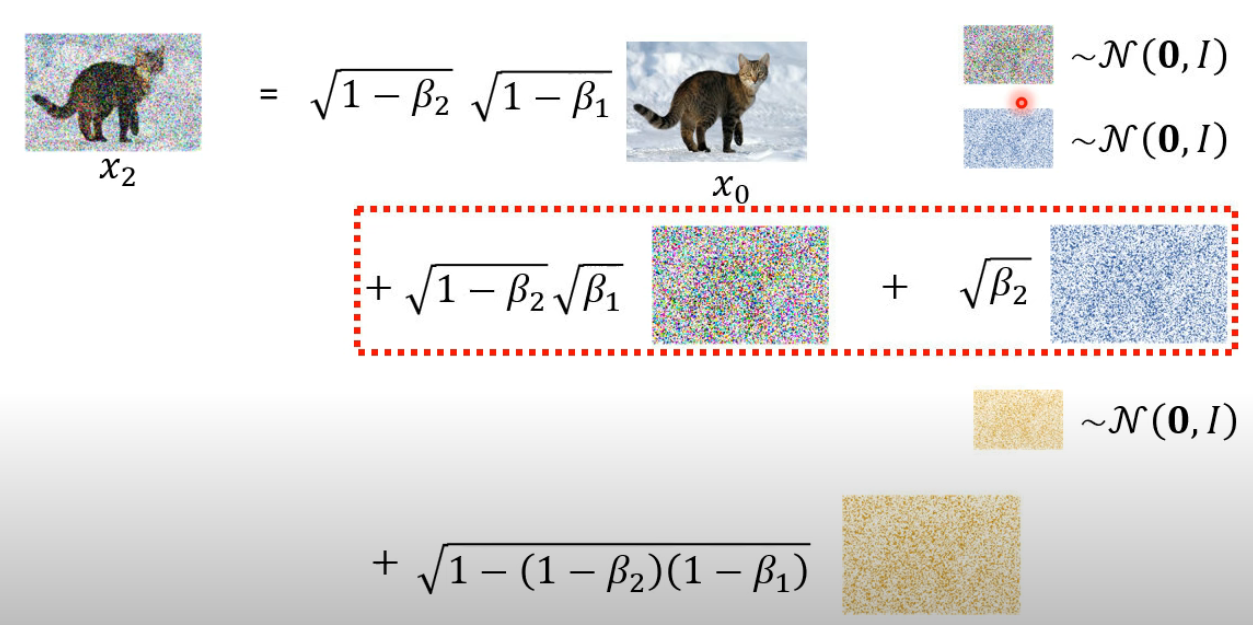 = √(1 − β₂) √(1 − β₁)
~𝒩(𝟎, I)
~𝒩(𝟎, I)
x₂
x₀
+ √(1 − β₂)√β₁ + √β₂
~𝒩(𝟎, I)
+ √(1 − (1 − β₂)(1 − β₁))